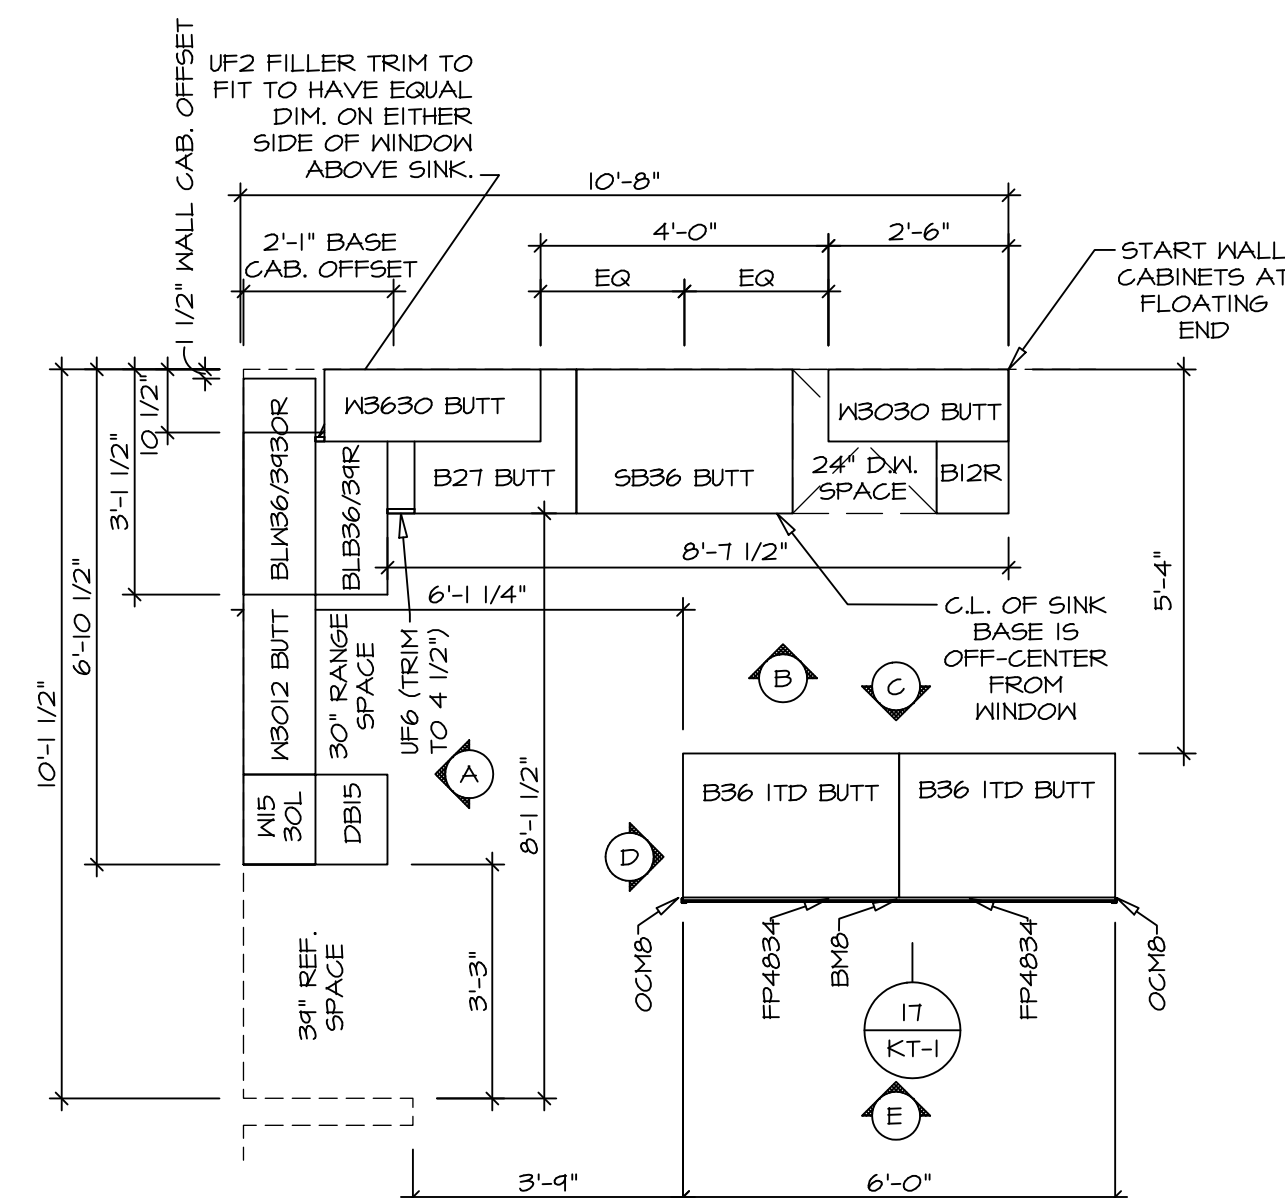 1 1/2" WALL CAB. OFFSET
UF2 FILLER TRIM TO
FIT TO HAVE EQUAL
DIM. ON EITHER
SIDE OF WINDOW
ABOVE SINK.
10'-8"
2'-1" BASE
CAB. OFFSET
4'-0"
2'-6"
EQ
EQ
START WALL
CABINETS AT
FLOATING
END
10 1/2"
3'-1 1/2"
6'-10 1/2"
10'-1 1/2"
BLW36/3930R
BLB36/39R
W3630 BUTT
W3030 BUTT
B27 BUTT
SB36 BUTT
24" D.W.
SPACE
B12R
8'-7 1/2"
6'-1 1/4"
5'-4"
W3012 BUTT
30" RANGE
SPACE
UF6 (TRIM
TO 4 1/2")
C.L. OF SINK
BASE IS
OFF-CENTER
FROM
WINDOW
B
C
A
W15
30L
DB15
8'-1 1/2"
B36 1TD BUTT
B36 1TD BUTT
D
39" REF.
SPACE
3'-3"
OCM8
FP4834
BM8
FP4834
OCM8
17
KT-1
E
3'-9"
6'-0"